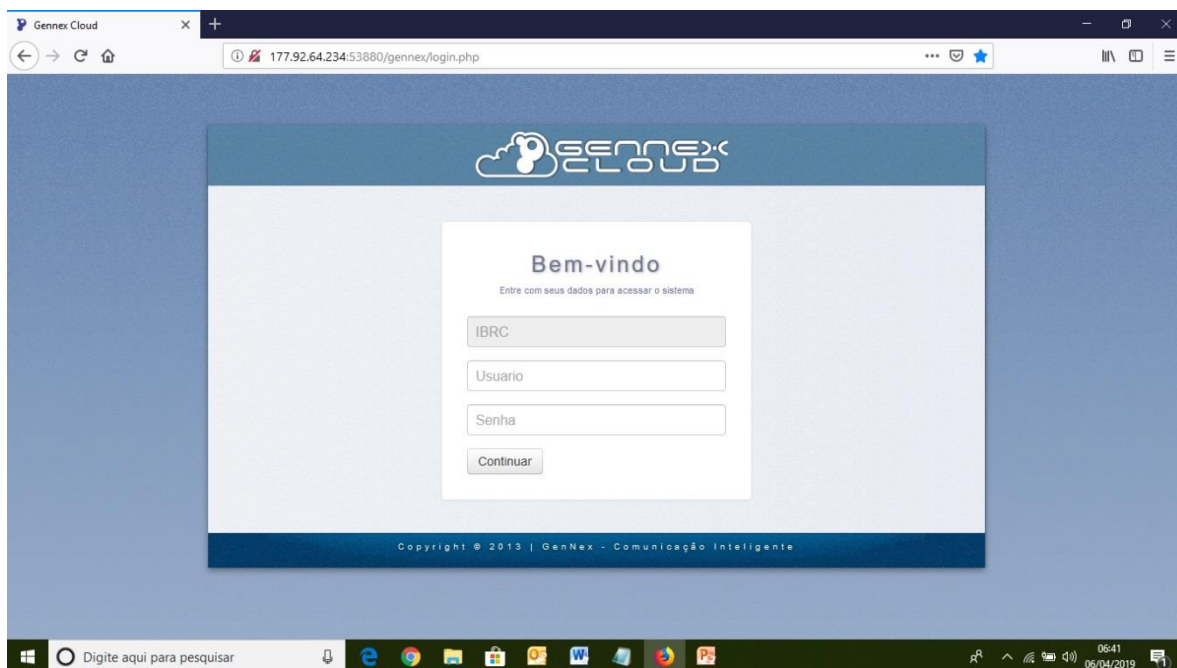 Gennex Cloud
177.92.64.234:53880/gennex/login.php
GENNEX
CLOUD
Bem-vindo
Entre com seus dados para acessar o sistema
IBRC
Usuario
Senha
Continuar
Copyright © 2013 | GenNex - Comunicação Inteligente
Digite aqui para pesquisar
06:41
06/04/2019